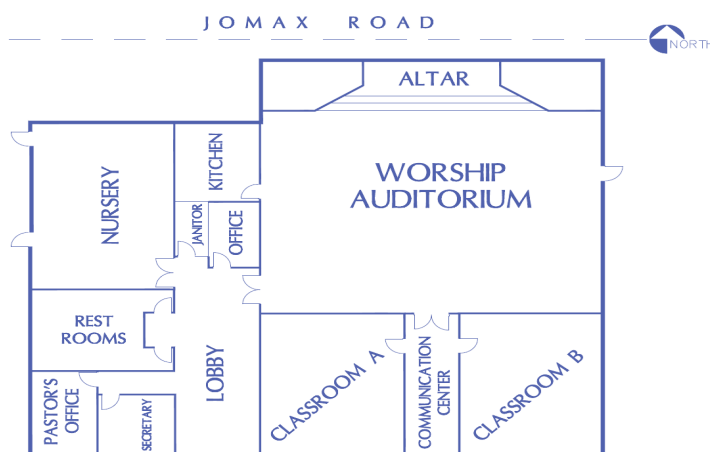 JOMAX ROAD
NORTH
ALTAR
KITCHEN
WORSHIP
AUDITORIUM
NURSERY
JANITOR
OFFICE
REST
ROOMS
LOBBY
CLASSROOM A
COMMUNICATION
CENTER
CLASSROOM B
PASTOR'S
OFFICE
SECRETARY